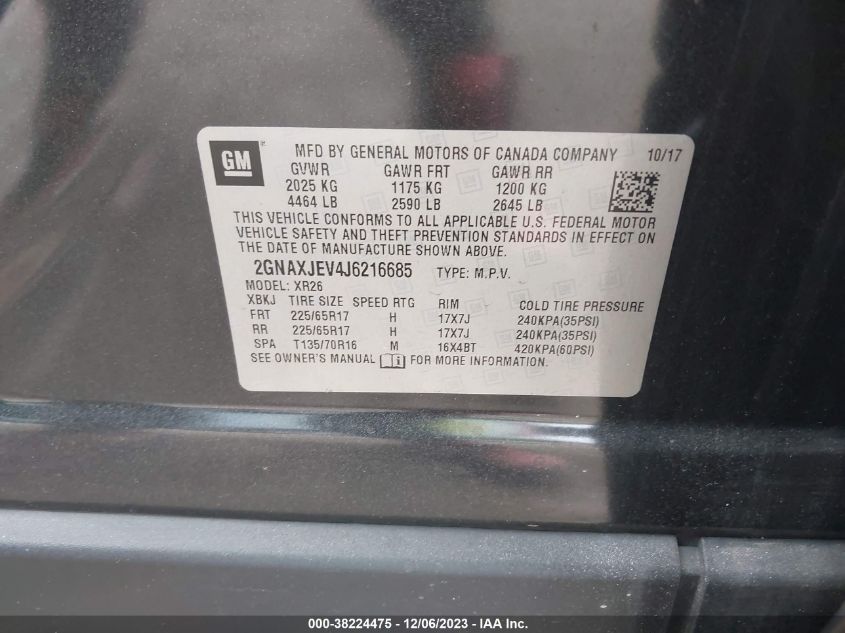 GM
MFD BY GENERAL MOTORS OF CANADA COMPANY 10/17
GVWR GAWR FRT GAWR RR
2025 KG 1175 KG 1200 KG
4464 LB 2590 LB 2645 LB
THIS VEHICLE CONFORMS TO ALL APPLICABLE U.S. FEDERAL MOTOR
VEHICLE SAFETY AND THEFT PREVENTION STANDARDS IN EFFECT ON
THE DATE OF MANUFACTURE SHOWN ABOVE.
2GNAXJEV4J6216685 TYPE: M.P.V.
MODEL: XR26
XBKJ TIRE SIZE SPEED RTG RIM COLD TIRE PRESSURE
FRT 225/65R17 H 17X7J 240KPA(35PSI)
RR 225/65R17 H 17X7J 240KPA(35PSI)
SPA T135/70R16 M 16X4BT 420KPA(60PSI)
SEE OWNER'S MANUAL FOR MORE INFORMATION.
000-38224475 - 12/06/2023 - IAA Inc.